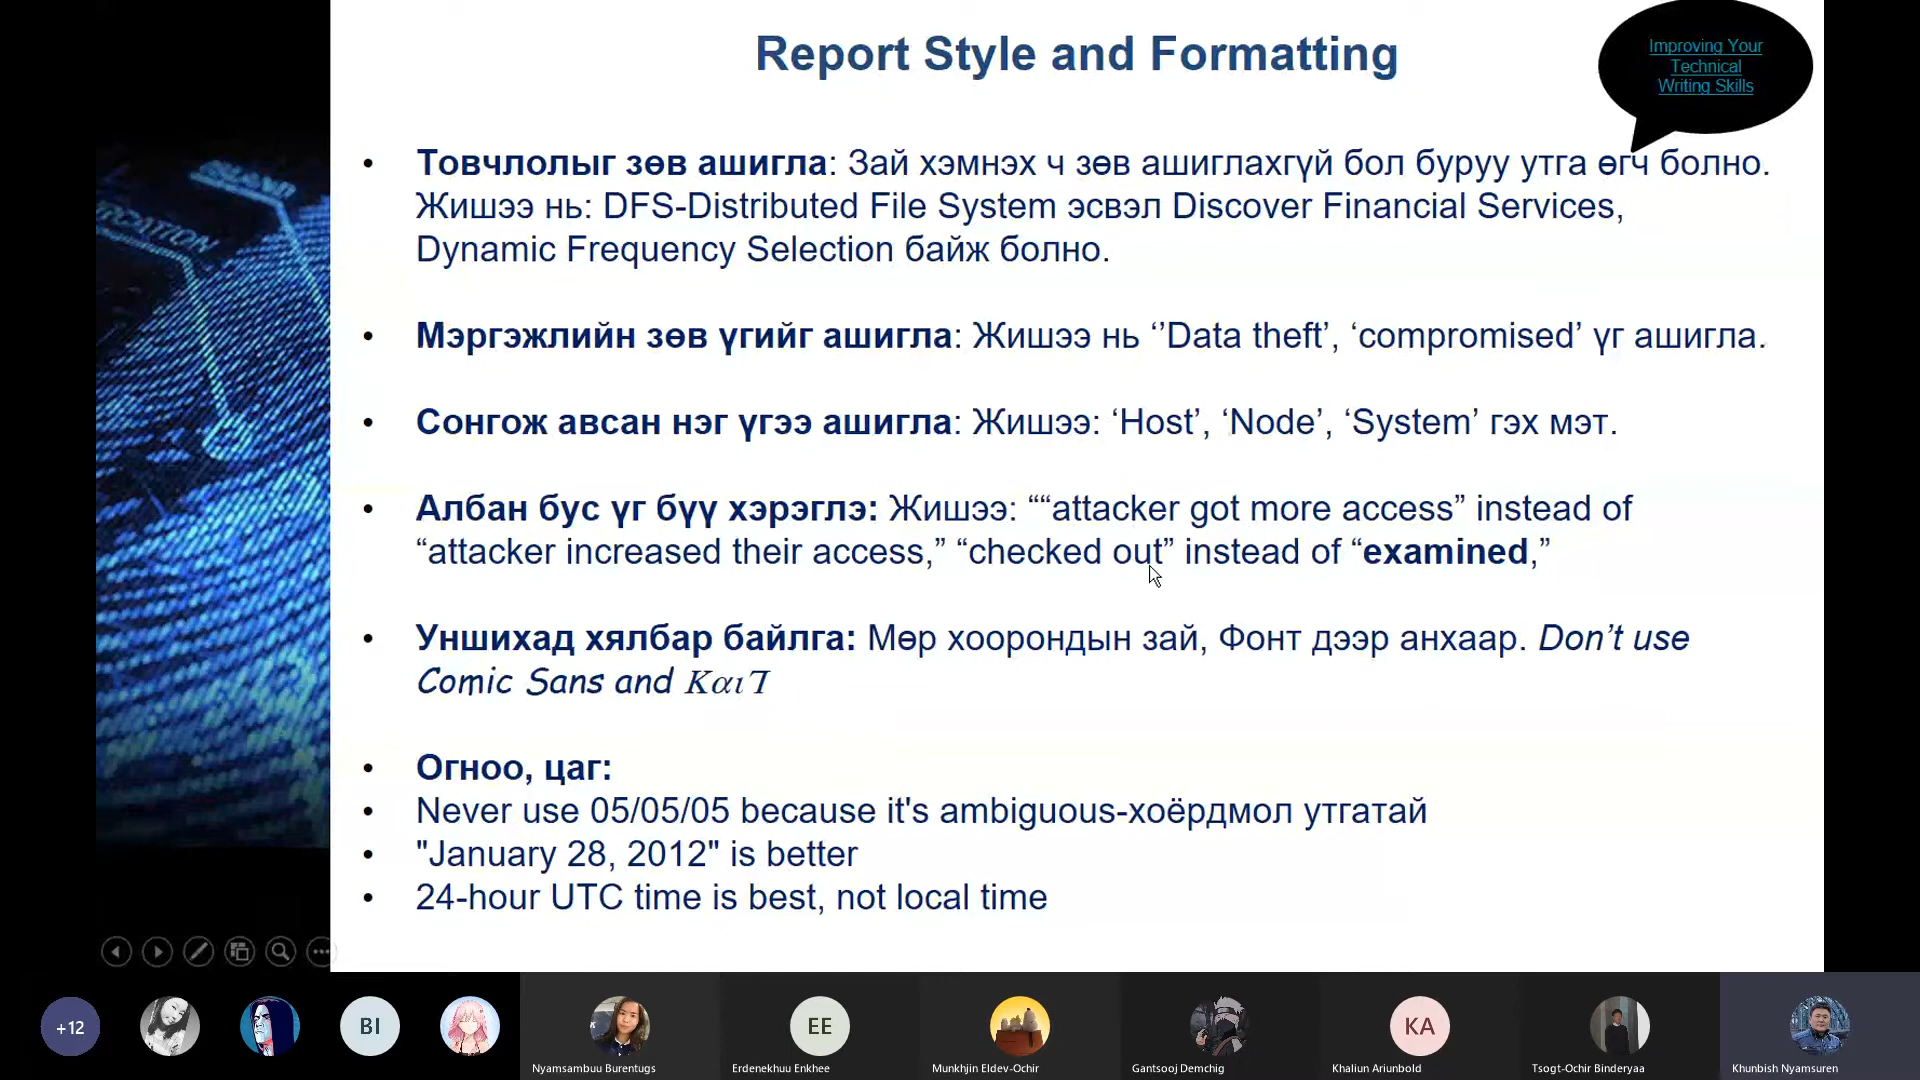 Report Style and Formatting
Improving Your
Technical
Writing Skills
• Товчлолыг зөв ашигла: Зай хэмнэх ч зөв ашиглахгүй бол буруу утга өгч болно.
Жишээ нь: DFS-Distributed File System эсвэл Discover Financial Services,
Dynamic Frequency Selection байж болно.
• Мэргэжлийн зөв үгийг ашигла: Жишээ нь ‘’Data theft’, ‘compromised’ үг ашигла.
• Сонгож авсан нэг үгээ ашигла: Жишээ: ‘Host’, ‘Node’, ‘System’ гэх мэт.
• Албан бус үг бүү хэрэглэ: Жишээ: ““attacker got more access” instead of
“attacker increased their access,” “checked out” instead of “examined,”
• Уншихад хялбар байлга: Мөр хоорондын зай, Фонт дээр анхаар. Don’t use
Comic Sans and
• Огноо, цаг:
• Never use 05/05/05 because it's ambiguous-хоёрдмол утгатай
• "January 28, 2012" is better
• 24-hour UTC time is best, not local time
+12
BI
EE
KA
Nyamsambuu Burentugs
Erdenekhuu Enkhee
Munkhjin Eldev-Ochir
Gantsooj Demchig
Khaliun Ariunbold
Tsogt-Ochir Binderyaa
Khunbish Nyamsuren